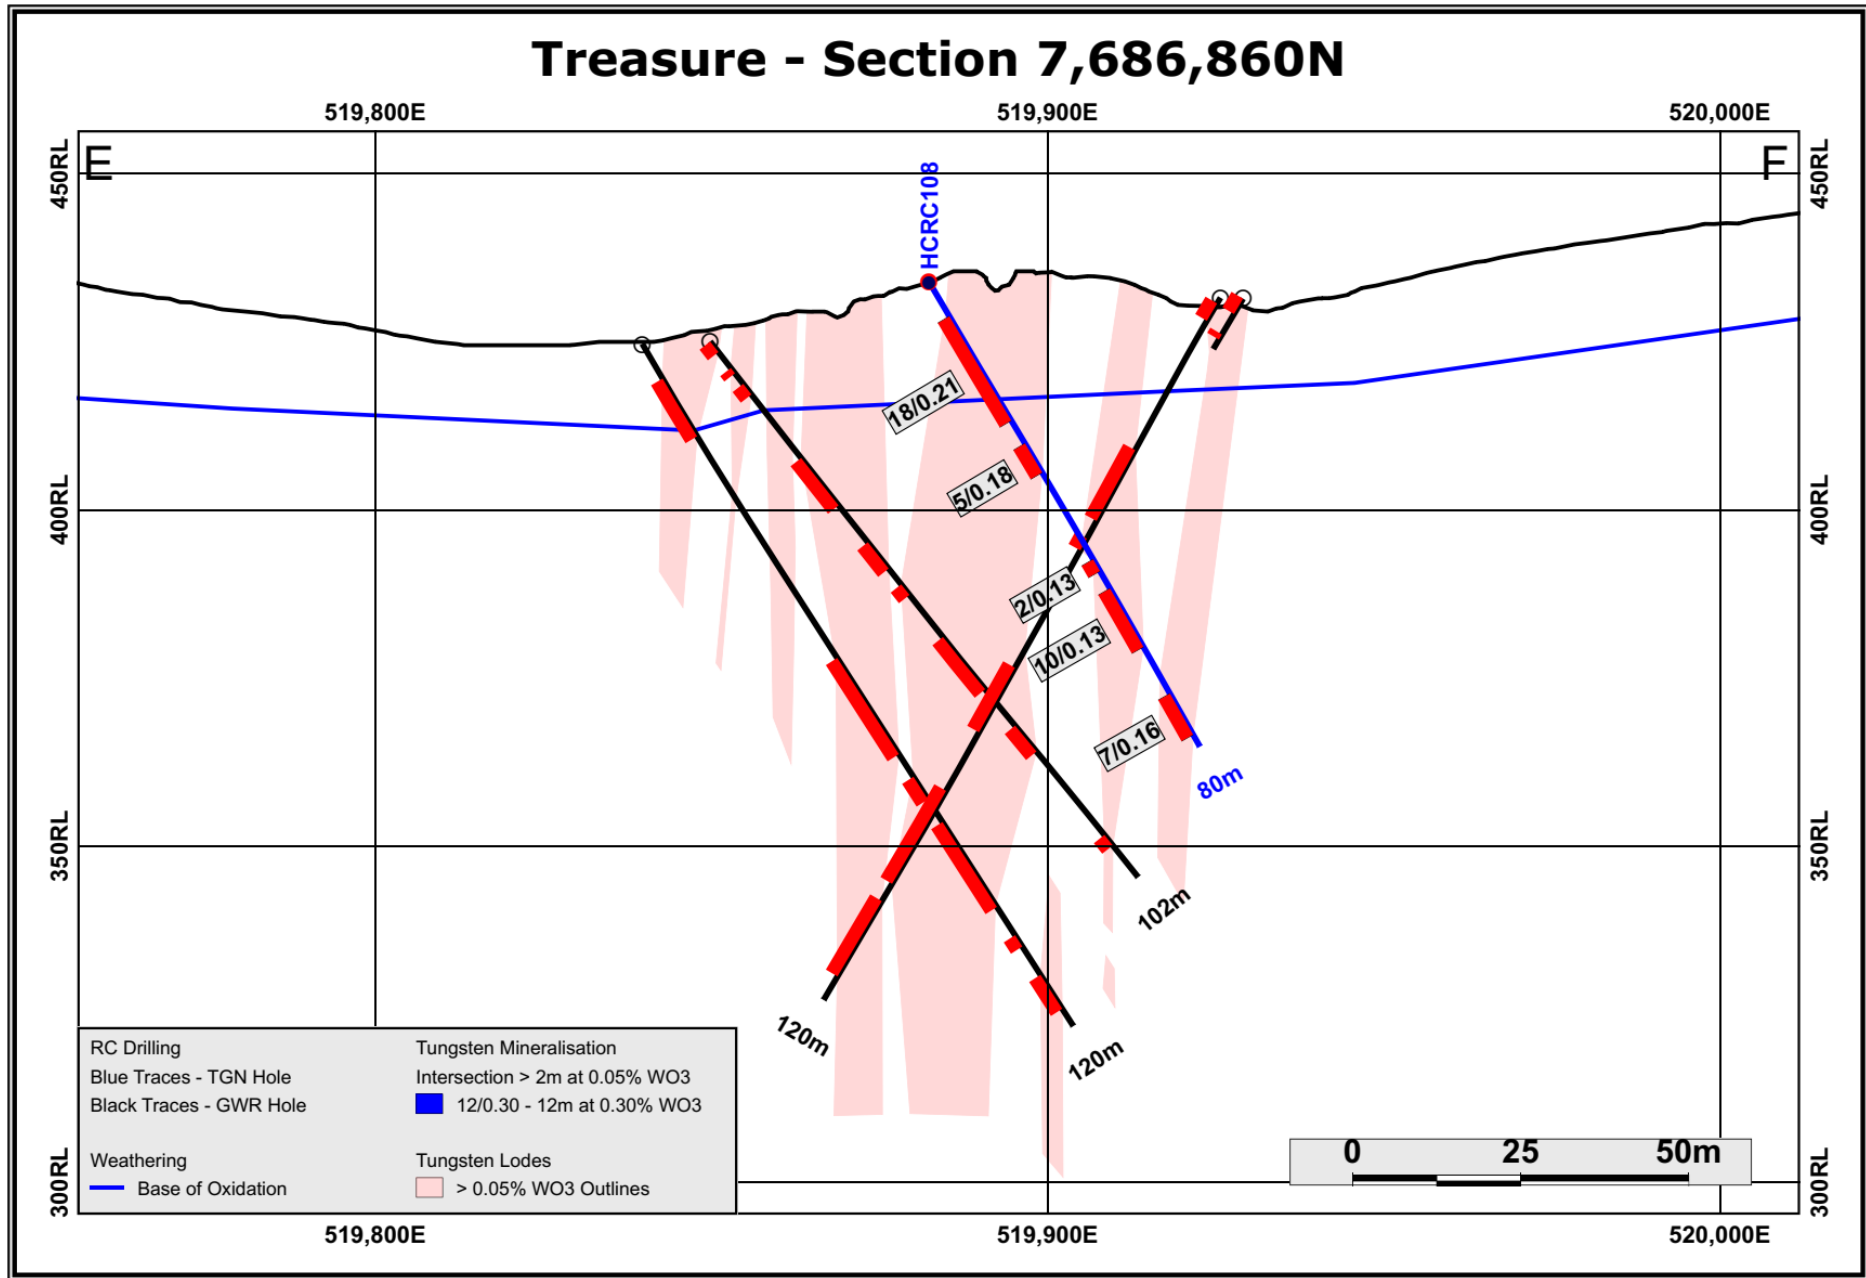 Treasure - Section 7,686,860N
519,800E
519,900E
520,000E
450RL
E
F
450RL
HCRC108
18/0.21
5/0.18
400RL
400RL
2/0.13
10/0.13
7/0.16
80m
350RL
350RL
102m
120m
120m
RC Drilling
Blue Traces - TGN Hole
Black Traces - GWR Hole
Weathering
Base of Oxidation
Tungsten Mineralisation
Intersection > 2m at 0.05% WO3
12/0.30 - 12m at 0.30% WO3
Tungsten Lodes
> 0.05% WO3 Outlines
0 25 50m
300RL
300RL
519,800E
519,900E
520,000E